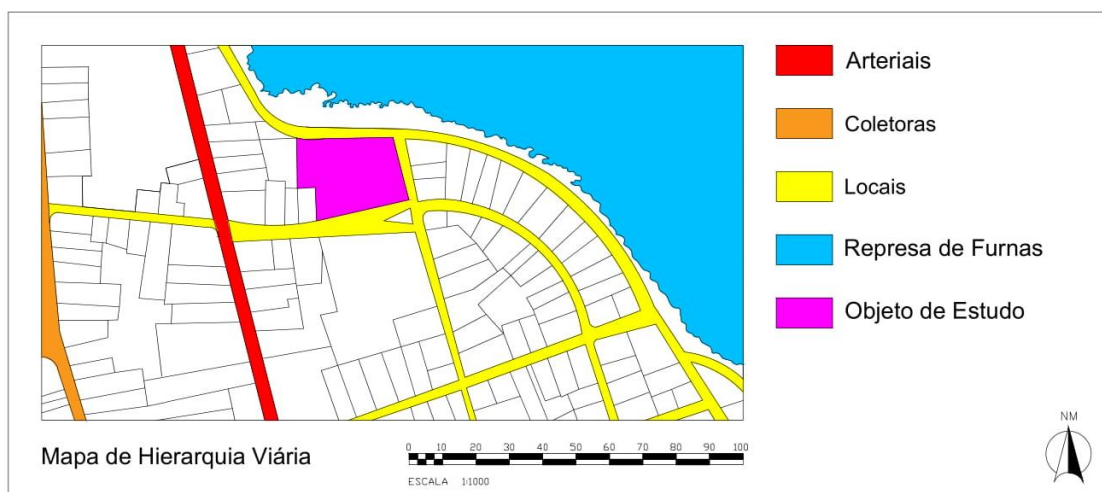 Arteriais
Coletoras
Locais
Represa de Furnas
Objeto de Estudo
Mapa de Hierarquia Viária
0 10 20 30 40 50 60 70 80 90 100
ESCALA 1:1000
NM